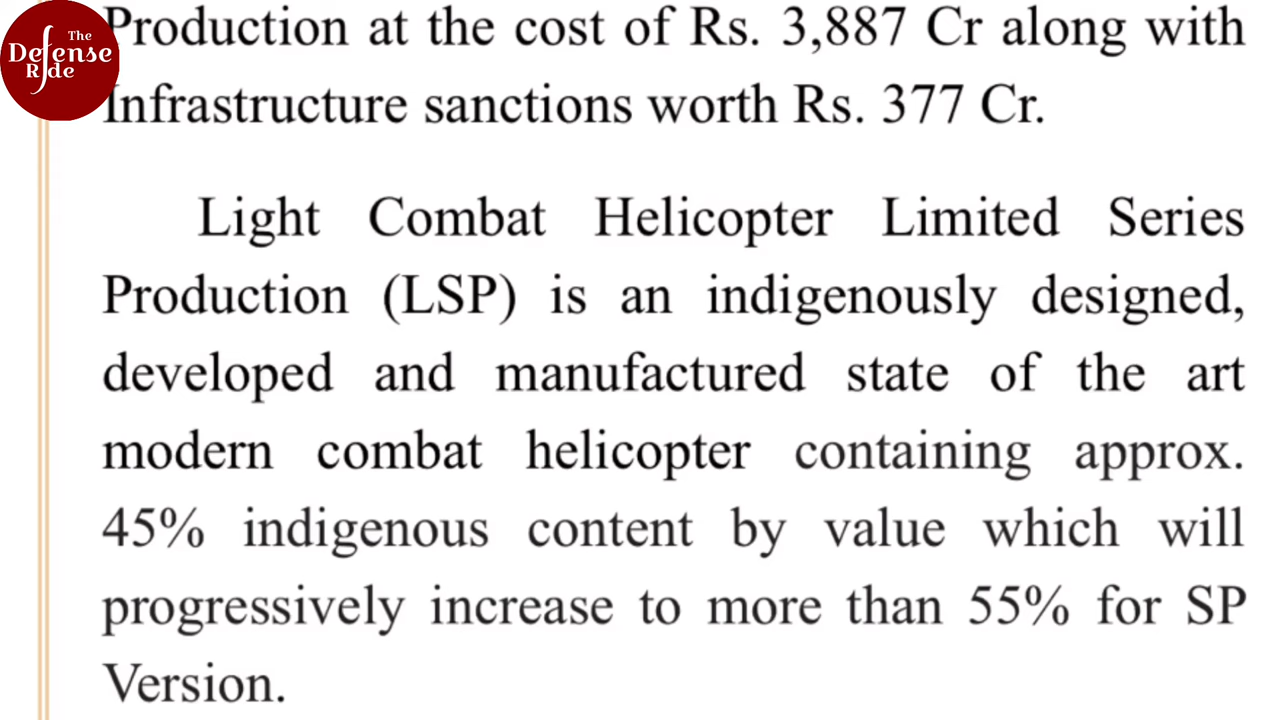 The
Defense
Ride
Production at the cost of Rs. 3,887 Cr along with
Infrastructure sanctions worth Rs. 377 Cr.
Light Combat Helicopter Limited Series
Production (LSP) is an indigenously designed,
developed and manufactured state of the art
modern combat helicopter containing approx.
45% indigenous content by value which will
progressively increase to more than 55% for SP
Version.